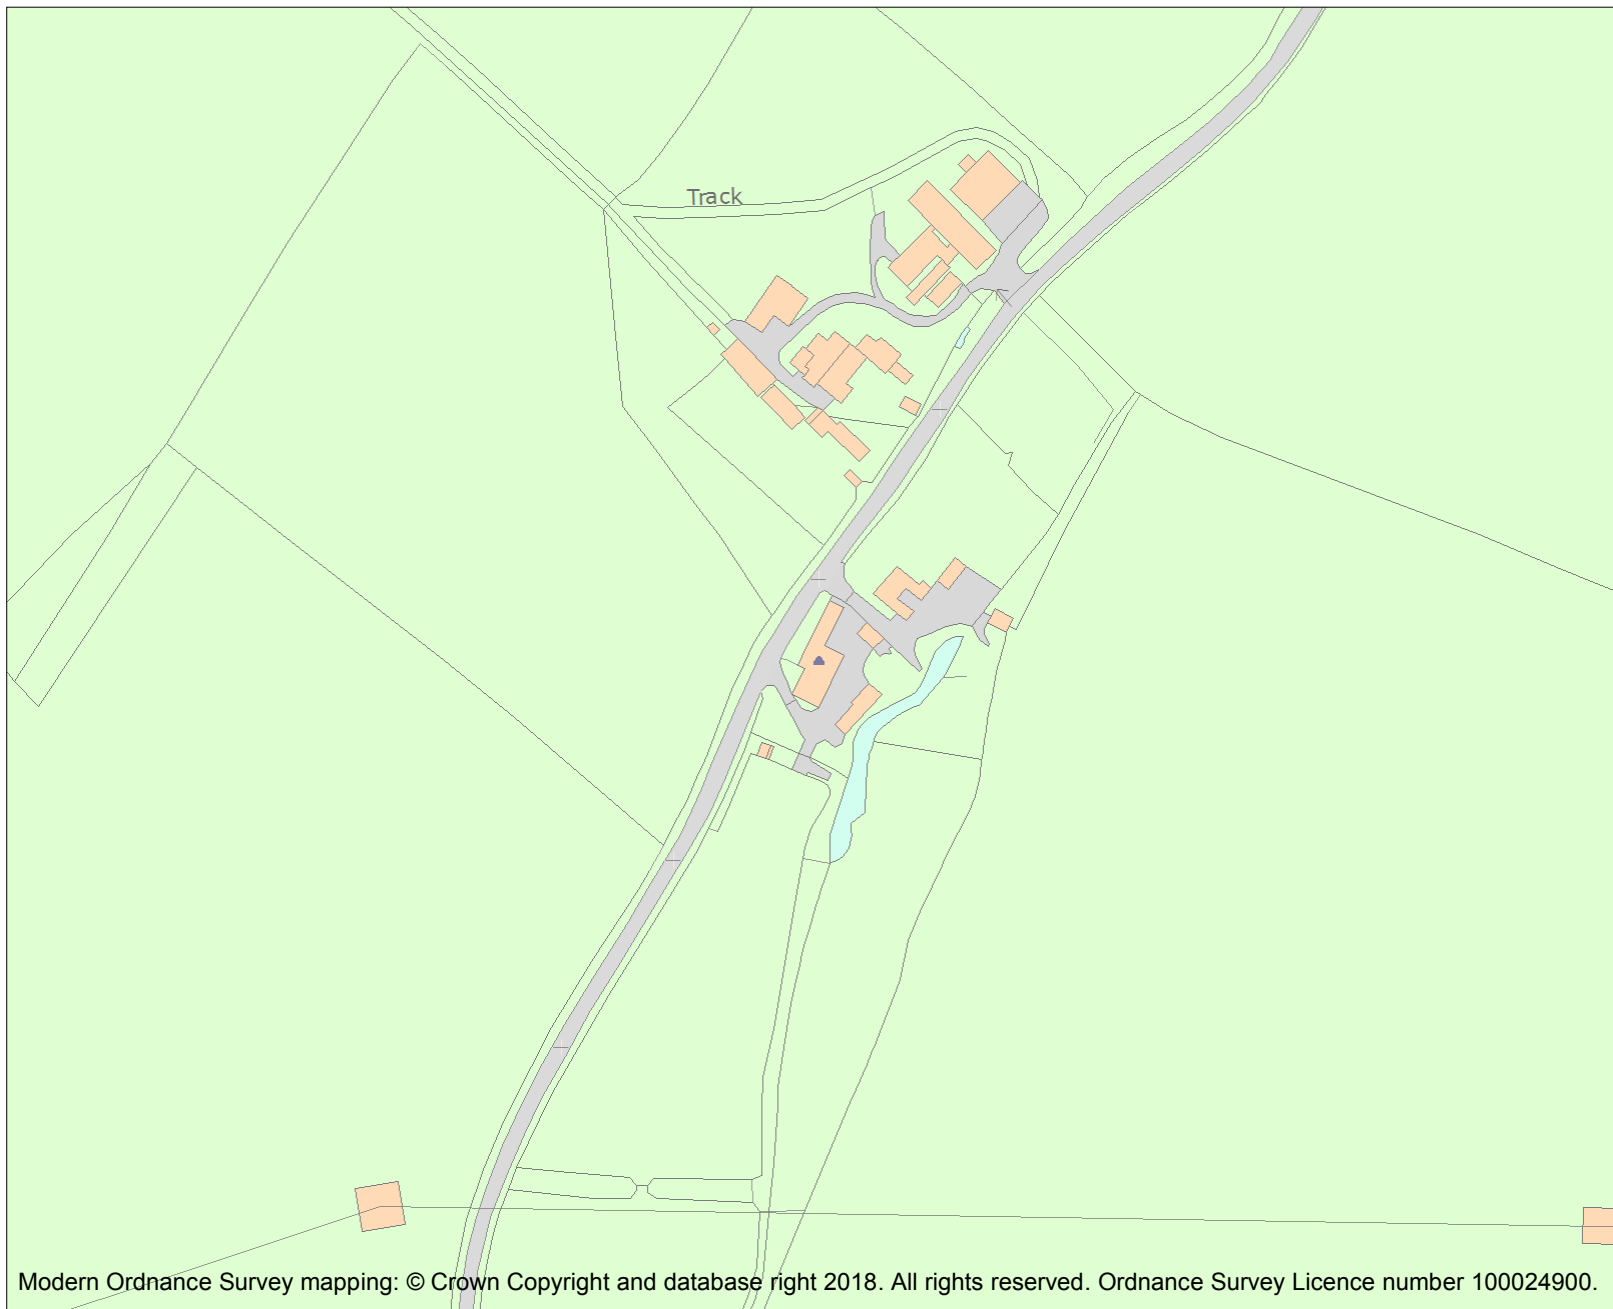 Track
Modern Ordnance Survey mapping: © Crown Copyright and database right 2018. All rights reserved. Ordnance Survey Licence number 100024900.